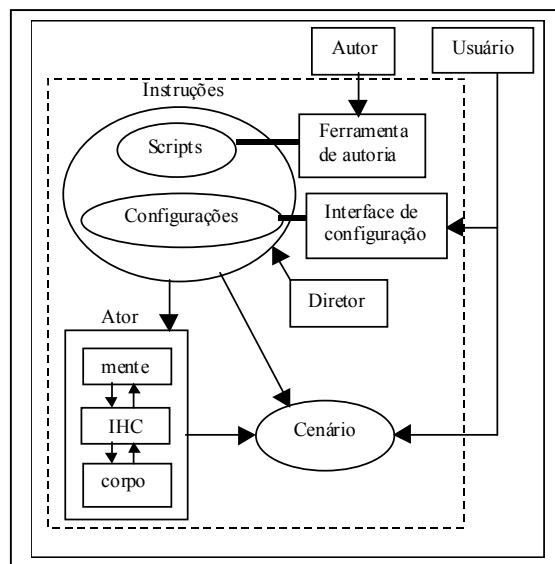 Autor
Usuário
Instruções
Scripts
Ferramenta
de autoria
Configurações
Interface de
configuração
Diretor
Ator
mente
IHC
corpo
Cenário